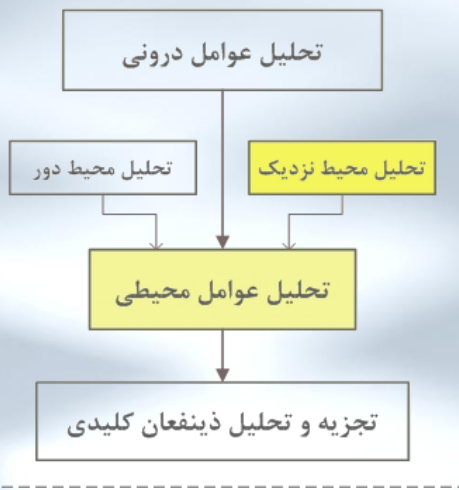 تحلیل عوامل درونی
تحلیل محیط نزدیک
تحلیل محیط دور
تحلیل عوامل محیطی
تجزیه و تحلیل ذینفعان کلیدی